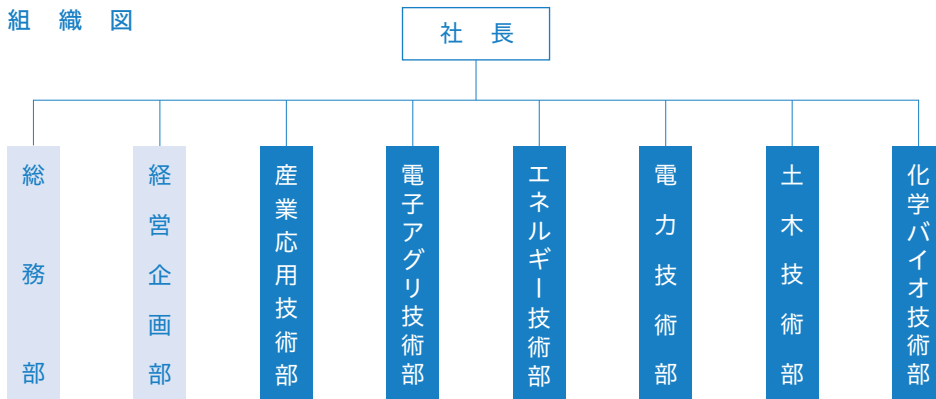 組織図
社長
総務部
経営企画部
産業応用技術部
電子アグリ技術部
エネルギー技術部
電力技術部
土木技術部
化学バイオ技術部